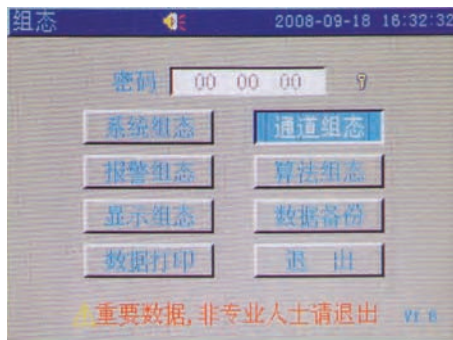 组态 2008-09-18 16:32:32
密码 00 00 00
系统组态 通道组态
报警组态 算法组态
显示组态 数据备份
数据打印 退 出
重要数据,非专业人士请退出 V1.8